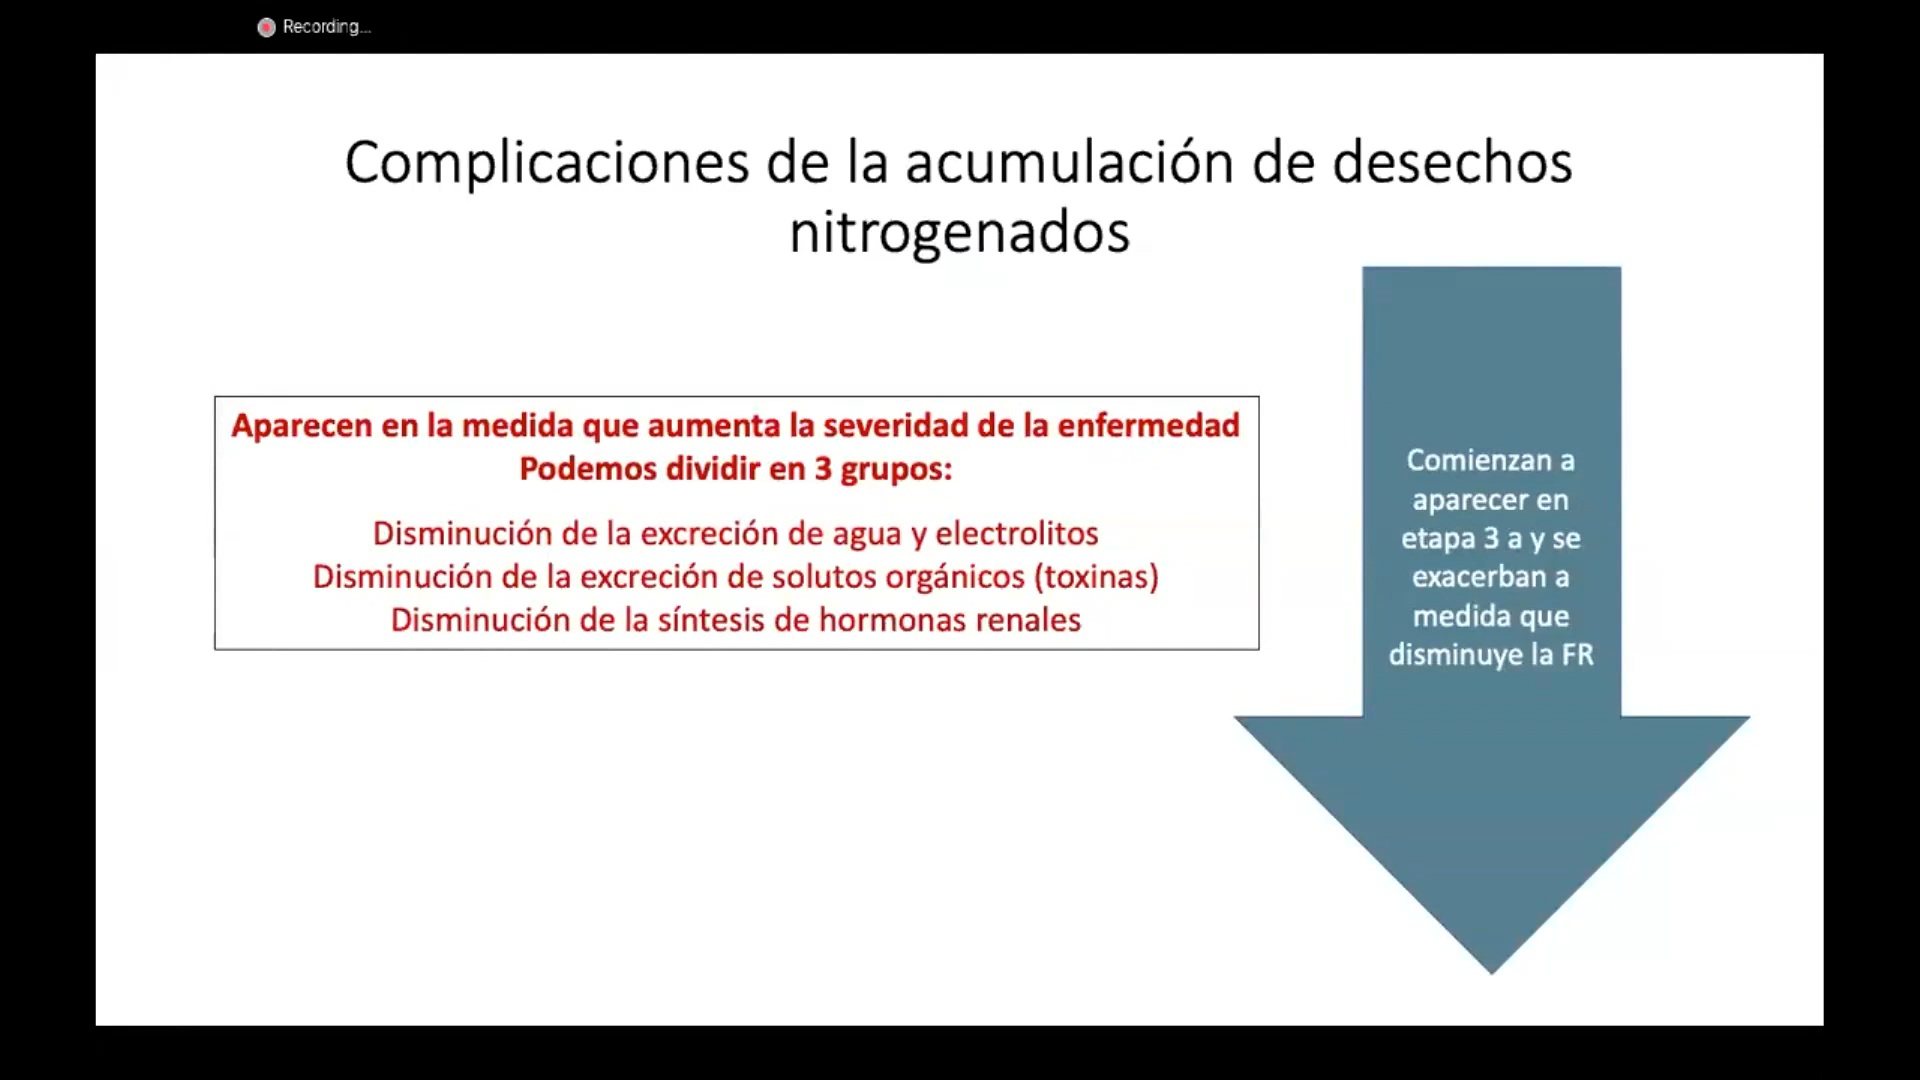 Recording...
Complicaciones de la acumulación de desechos
nitrogenados
Aparecen en la medida que aumenta la severidad de la enfermedad
Podemos dividir en 3 grupos:
Disminución de la excreción de agua y electrolitos
Disminución de la excreción de solutos orgánicos (toxinas)
Disminución de la síntesis de hormonas renales
Comienzan a
aparecer en
etapa 3 a y se
exacerban a
medida que
disminuye la FR